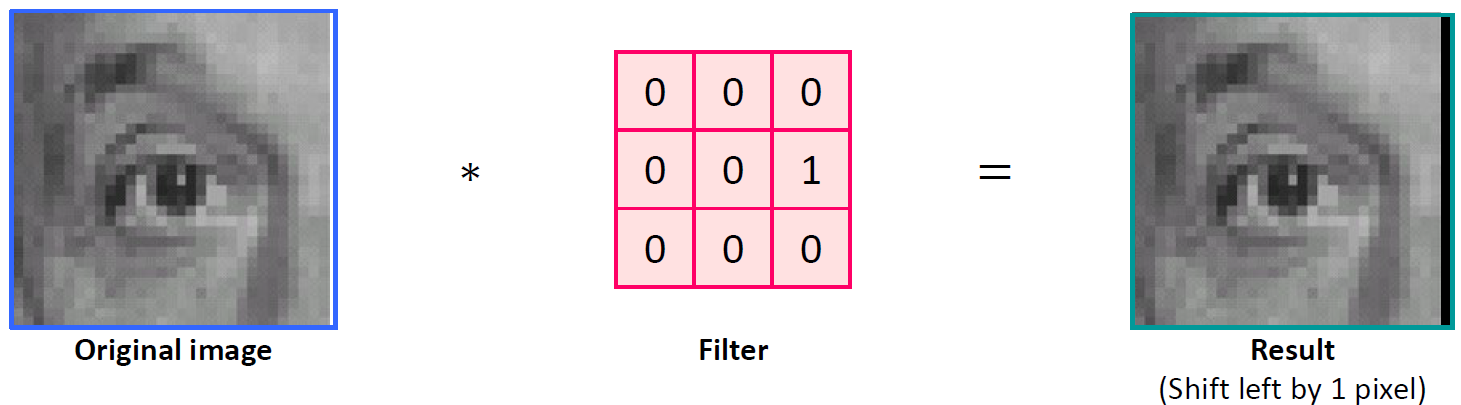 0 0 0
* 0 0 1 =
0 0 0
Original image Filter Result
(Shift left by 1 pixel)